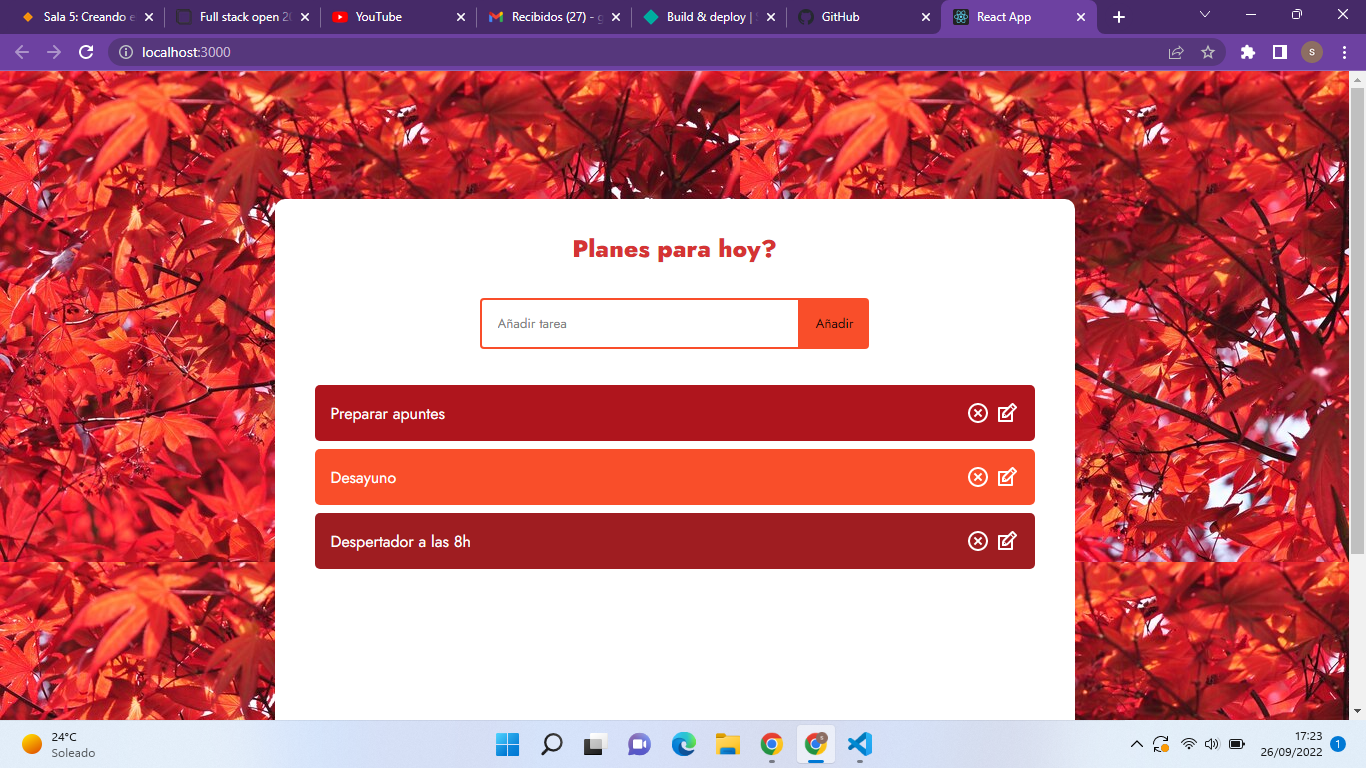 Sala 5: Creando e
Full stack open 20
YouTube
Recibidos (27) - g
Build & deploy |
GitHub
React App
localhost:3000
S
Planes para hoy?
Añadir tarea
Añadir
Preparar apuntes
Desayuno
Despertador a las 8h
24°C
Soleado
17:23
26/09/2022
1